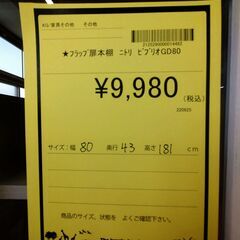 KU/家具その他　その他
2120290000014482
★フラップ扉本棚　ニトリ　ビブリオGD80
¥9,980
(税込)
220625
サイズ:幅 80 奥行 43 高さ 181 cm
商品のサイズ、状態を よくご確認下さい。